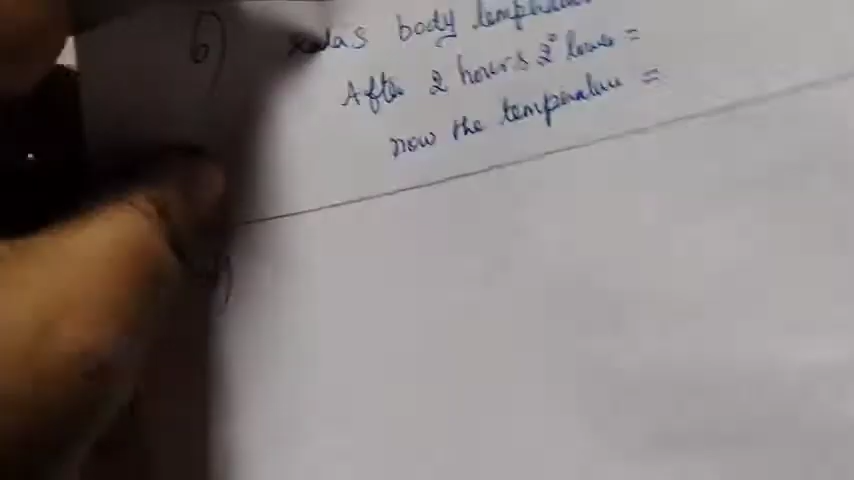 6) body
After 2 hours 2° lower =
now the temperature =
)